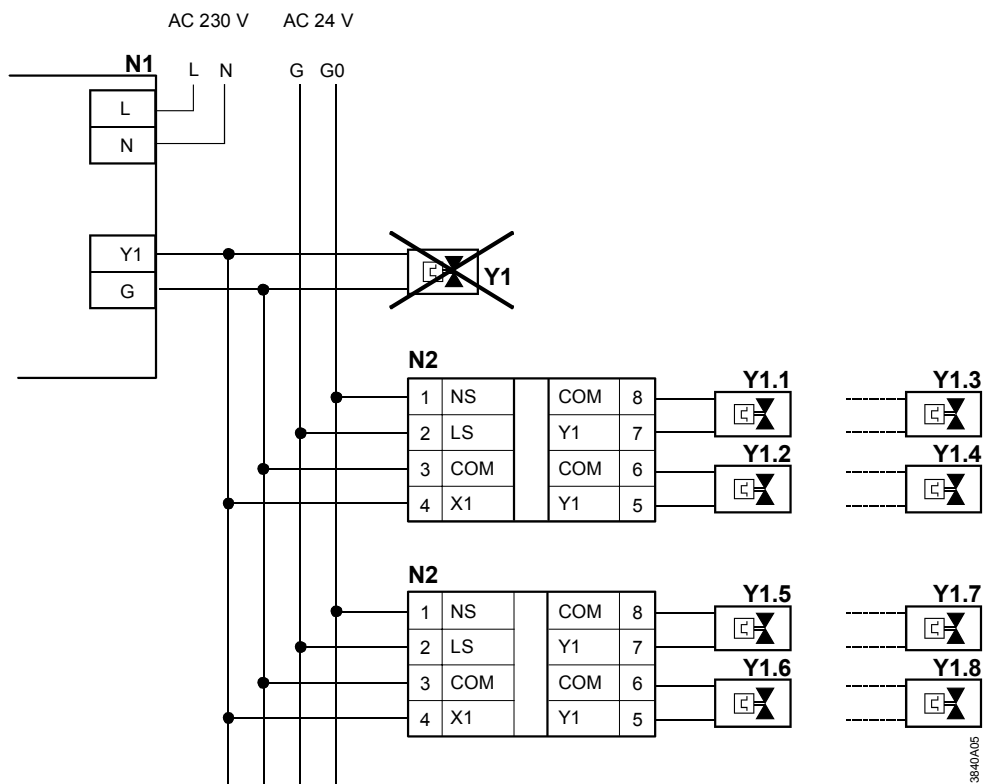 AC 230 V AC 24 V
N1 L N G G0
L
N
Y1
G
Y1
N2
1 NS COM 8
2 LS Y1 7
3 COM COM 6
4 X1 Y1 5
Y1.1 Y1.3
Y1.2 Y1.4
N2
1 NS COM 8
2 LS Y1 7
3 COM COM 6
4 X1 Y1 5
Y1.5 Y1.7
Y1.6 Y1.8
3840A05